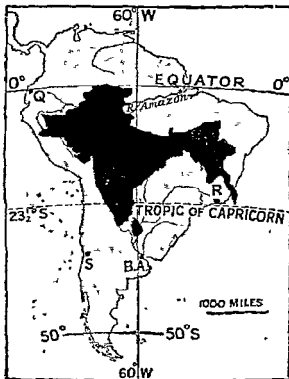 60° W
0° EQUATOR 0°
Q
R. Amazon
R
23½°S TROPIC OF CAPRICORN
S
B.A.
1000 MILES
50° 50°S
60°W